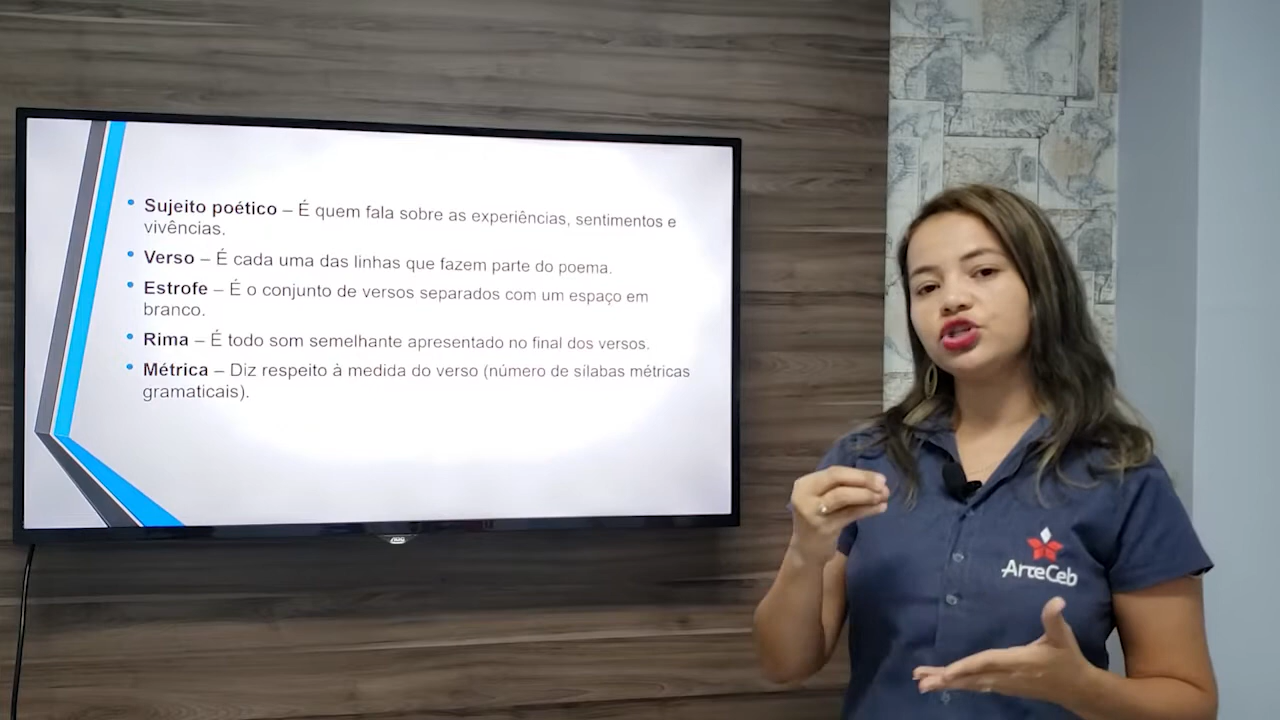 • Sujeito poético – É quem fala sobre as experiências, sentimentos e
vivências.
• Verso – É cada uma das linhas que fazem parte do poema.
• Estrofe – É o conjunto de versos separados com um espaço em
branco.
• Rima – É todo som semelhante apresentado no final dos versos.
• Métrica – Diz respeito à medida do verso (número de sílabas métricas
gramaticais).
ArteCeb